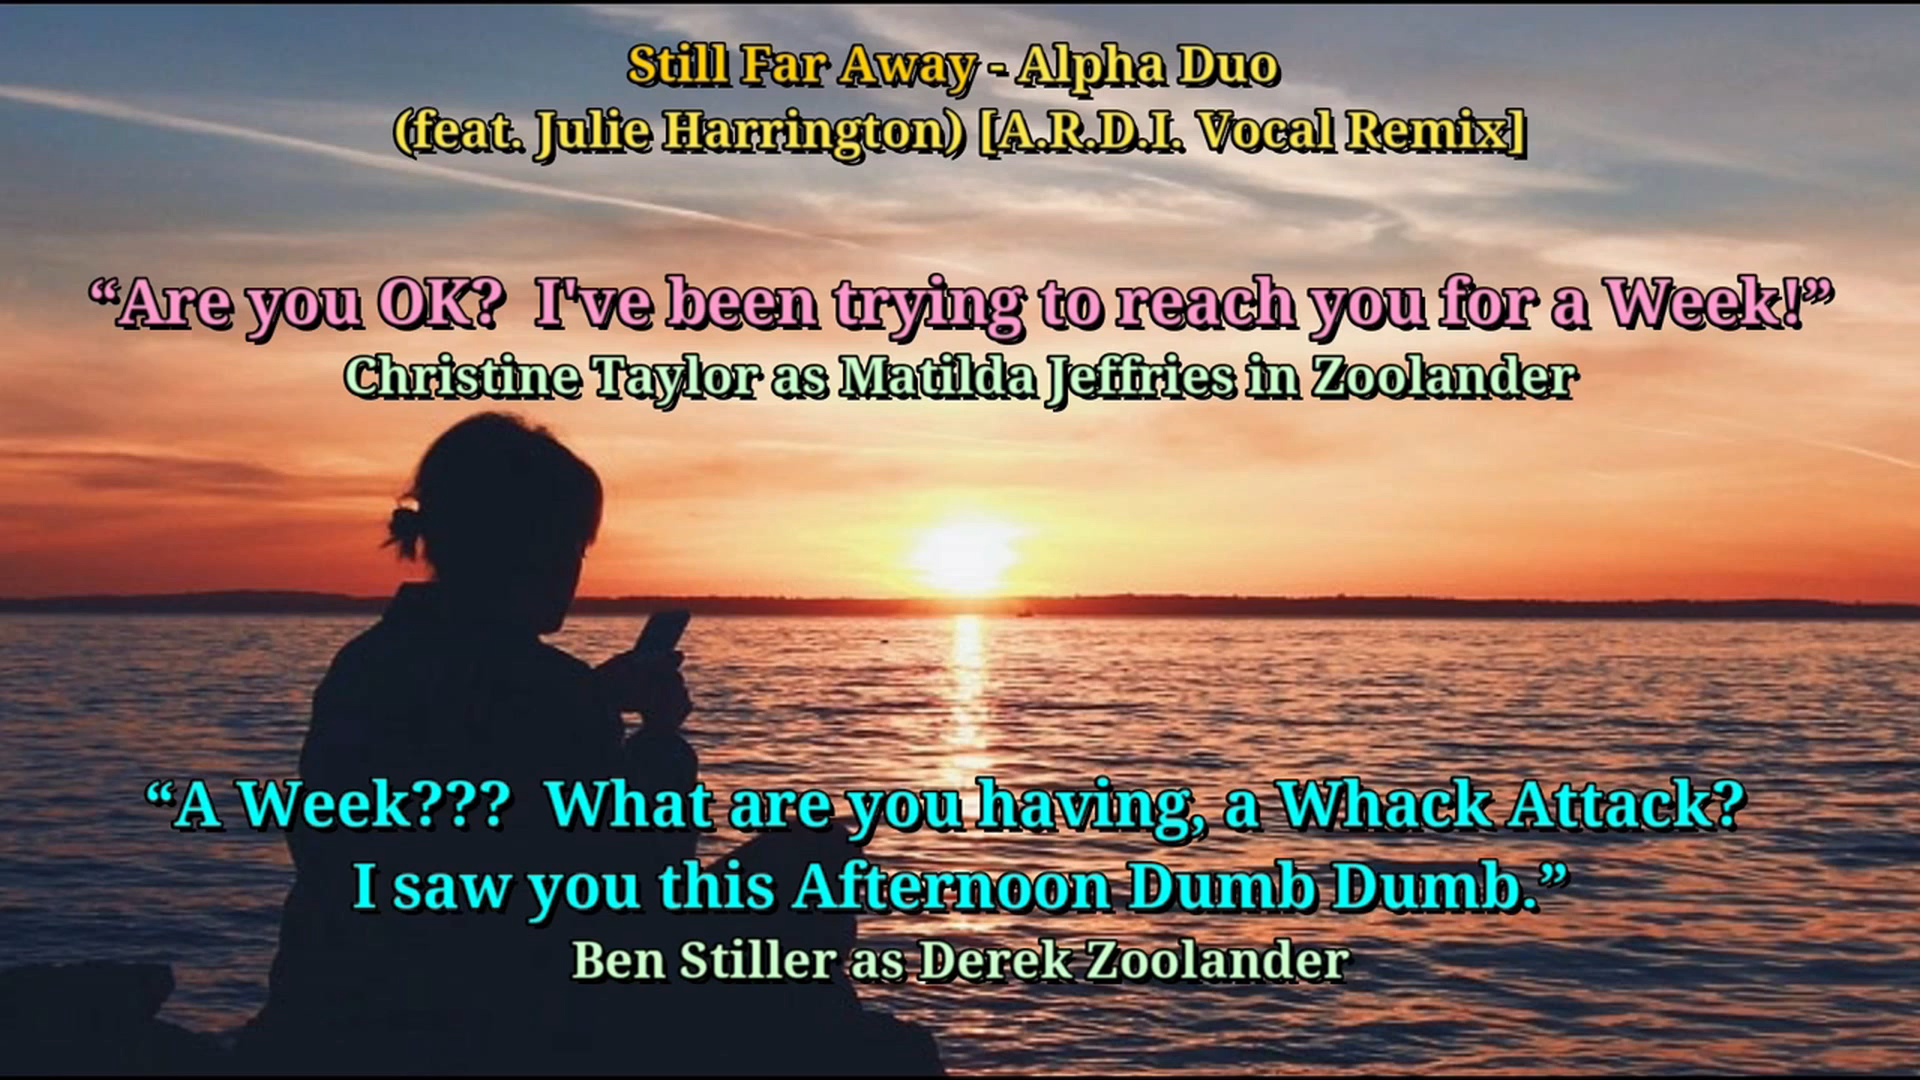 Still Far Away - Alpha Duo
(feat. Julie Harrington) [A.R.D.I. Vocal Remix]
“Are you OK?  I've been trying to reach you for a Week!”
Christine Taylor as Matilda Jeffries in Zoolander
“A Week???  What are you having, a Whack Attack?
I saw you this Afternoon Dumb Dumb.”
Ben Stiller as Derek Zoolander